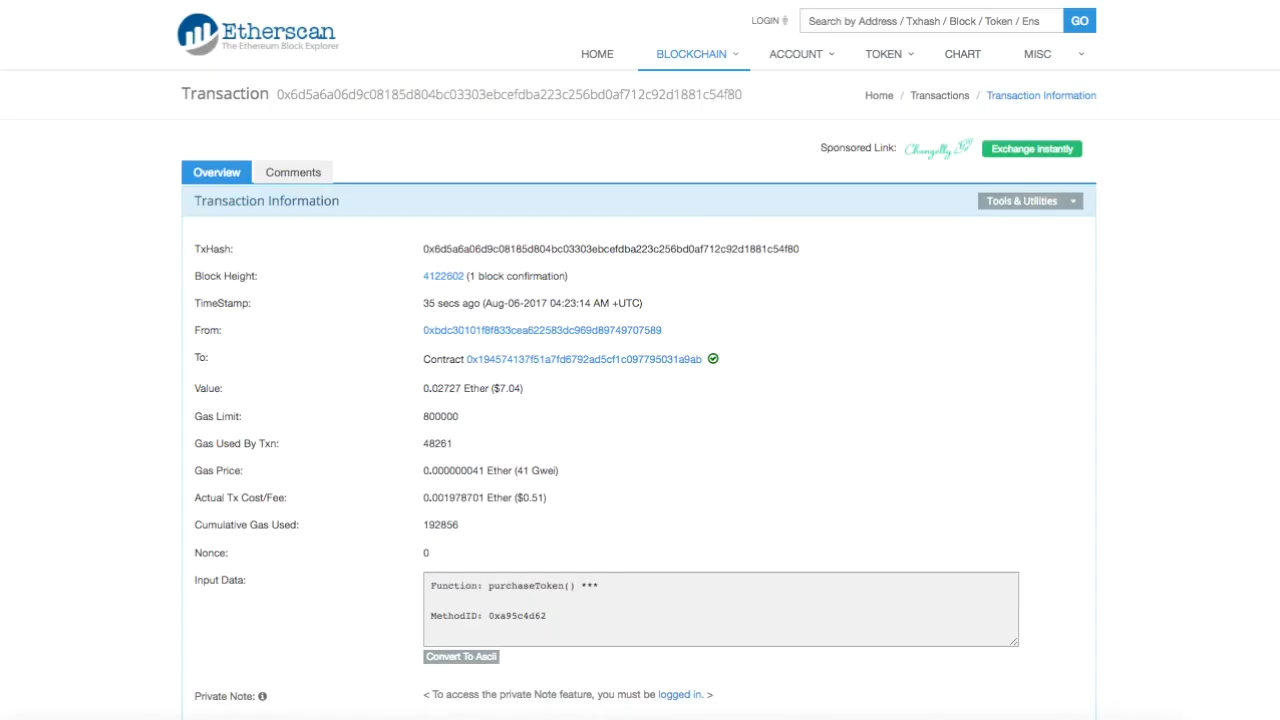 LOGIN
Search by Address / Txhash / Block / Token / Ens
GO
Etherscan
The Ethereum Block Explorer
HOME
BLOCKCHAIN
ACCOUNT
TOKEN
CHART
MISC
Transaction 0x6d5a6a06d9c08185d804bc03303ebcefdba223c256bd0af712c92d1881c54f80
Home / Transactions / Transaction Information
Sponsored Link: Changelly Exchange Instantly
Overview
Comments
Transaction Information
Tools & Utilities
TxHash: 0x6d5a6a06d9c08185d804bc03303ebcefdba223c256bd0af712c92d1881c54f80
Block Height: 4122602 (1 block confirmation)
TimeStamp: 35 secs ago (Aug-06-2017 04:23:14 AM +UTC)
From: 0xbdc30101f8f833cea622583dc969d89749707589
To: Contract 0x194574137f51a7fd6792ad5cf1c097795031a9ab
Value: 0.02727 Ether ($7.04)
Gas Limit: 800000
Gas Used By Txn: 48261
Gas Price: 0.000000041 Ether (41 Gwei)
Actual Tx Cost/Fee: 0.001978701 Ether ($0.51)
Cumulative Gas Used: 192856
Nonce: 0
Input Data:
Function: purchaseToken() ***
MethodID: 0xa95c4d62
Convert To Ascii
Private Note: < To access the private Note feature, you must be logged in. >